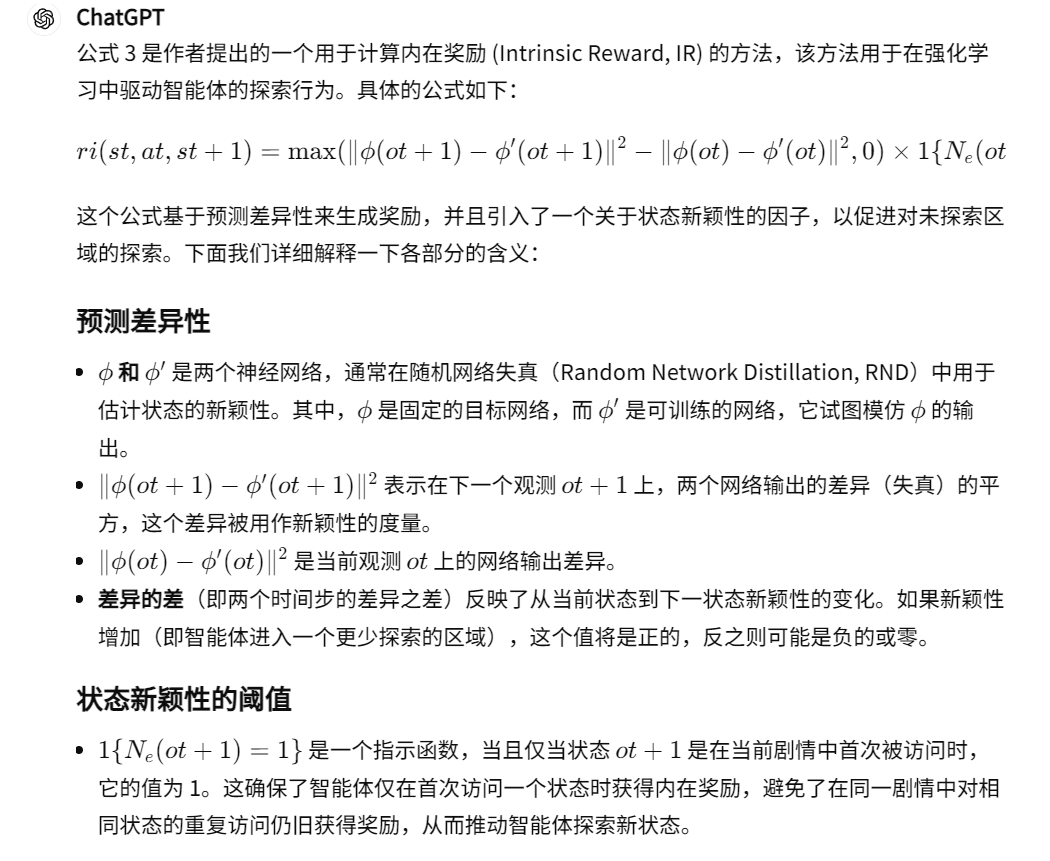 ChatGPT
公式 3 是作者提出的一个用于计算内在奖励 (Intrinsic Reward, IR) 的方法，该方法用于在强化学
习中驱动智能体的探索行为。具体的公式如下：
ri(st, at, st + 1) = max(∥ϕ(ot + 1) − ϕ′(ot + 1)∥² − ∥ϕ(ot) − ϕ′(ot)∥², 0) × 1{Nₑ(ot
这个公式基于预测差异性来生成奖励，并且引入了一个关于状态新颖性的因子，以促进对未探索区
域的探索。下面我们详细解释一下各部分的含义：
预测差异性
• ϕ 和 ϕ′ 是两个神经网络，通常在随机网络失真（Random Network Distillation, RND）中用于
估计状态的新颖性。其中，ϕ 是固定的目标网络，而 ϕ′ 是可训练的网络，它试图模仿 ϕ 的输
出。
• ∥ϕ(ot + 1) − ϕ′(ot + 1)∥² 表示在下一个观测 ot + 1 上，两个网络输出的差异（失真）的平
方，这个差异被用作新颖性的度量。
• ∥ϕ(ot) − ϕ′(ot)∥² 是当前观测 ot 上的网络输出差异。
• 差异的差（即两个时间步的差异之差）反映了从当前状态到下一状态新颖性的变化。如果新颖性
增加（即智能体进入一个更少探索的区域），这个值将是正的，反之则可能是负的或零。
状态新颖性的阈值
• 1{Nₑ(ot + 1) = 1} 是一个指示函数，当且仅当状态 ot + 1 是在当前剧情中首次被访问时，
它的值为 1。这确保了智能体仅在首次访问一个状态时获得内在奖励，避免了在同一剧情中对相
同状态的重复访问仍旧获得奖励，从而推动智能体探索新状态。